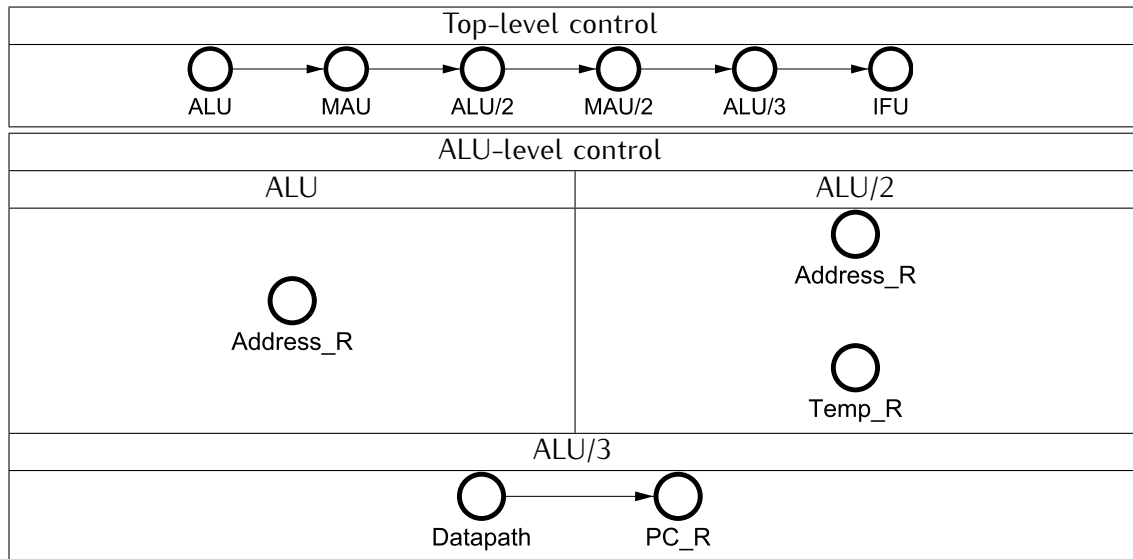 Top-level control
ALU MAU ALU/2 MAU/2 ALU/3 IFU
ALU-level control
ALU ALU/2
Address_R
Address_R
Temp_R
ALU/3
Datapath PC_R